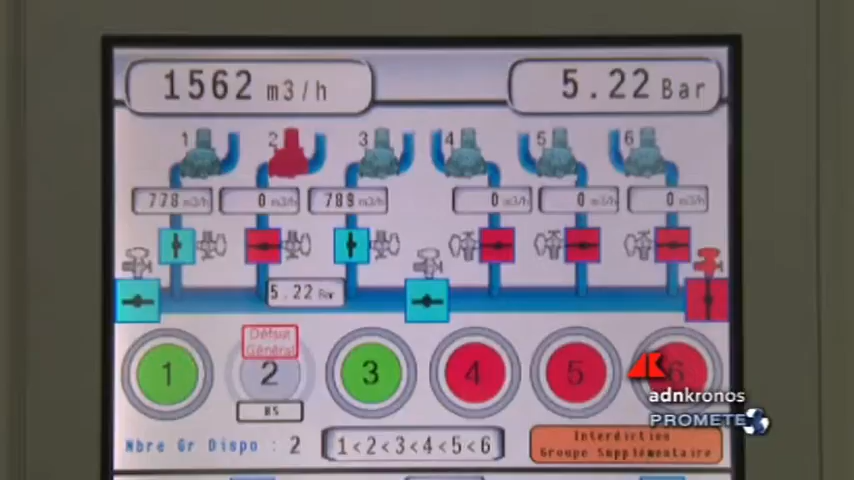 1562 m3/h
5.22 Bar
1 2 3 4 5 6
778 m3/h 0 m3/h 789 m3/h 0 m3/h 0 m3/h 0 m3/h
5.22 Bar
Défaut
Général
1 2 3 4 5 6
HS
adnkronos
PROMETEO
Nbre Gr Dispo : 2
1<2<3<4<5<6
Interdiction
Groupe Supplémentaire